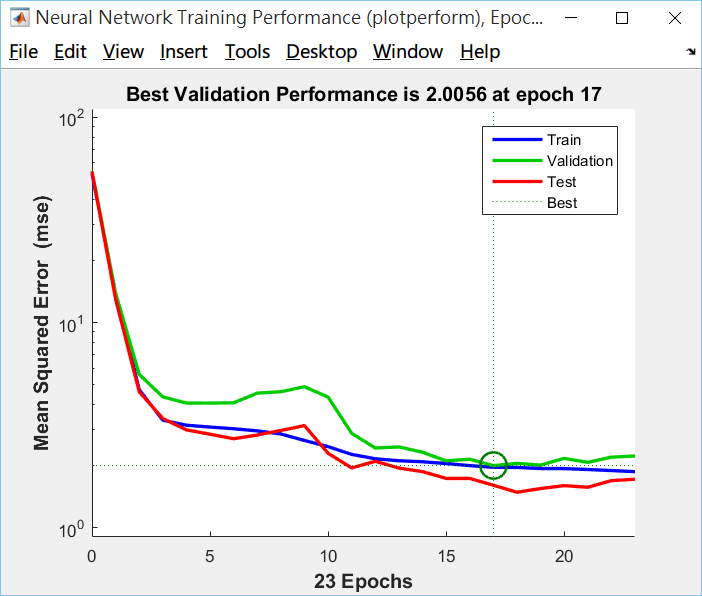 Neural Network Training Performance (plotperform), Epoc...
File Edit View Insert Tools Desktop Window Help
Best Validation Performance is 2.0056 at epoch 17
Mean Squared Error (mse)
10^2
10^1
10^0
Train
Validation
Test
Best
0 5 10 15 20
23 Epochs